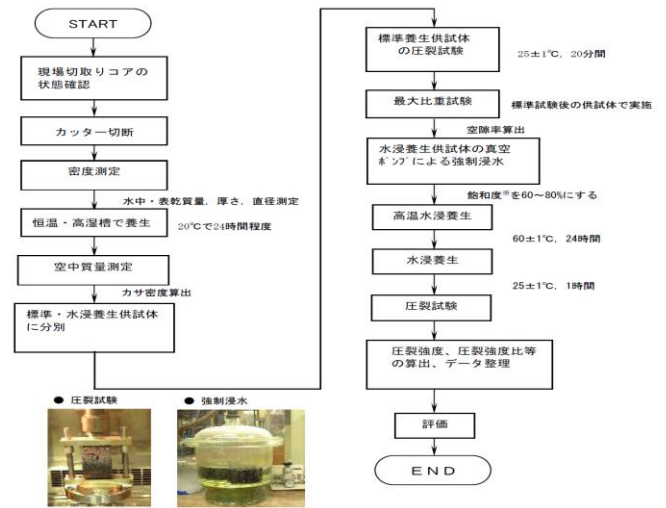 START
現場切取りコアの
状態確認
カッター切断
密度測定
水中・表乾質量，厚さ，直径測定
恒温・高湿槽で養生
20℃で24時間程度
空中質量測定
カサ密度算出
標準・水浸養生供試体
に分別
標準養生供試体
の圧裂試験
25±1℃，20分間
最大比重試験
標準試験後の供試体で実施
空隙率算出
水浸養生供試体の真空
ポンプによる強制浸水
飽和度※を60～80%にする
高温水浸養生
60±1℃，24時間
水浸養生
25±1℃，1時間
圧裂試験
圧裂強度、圧裂強度比等
の算出、データ整理
評価
END
● 圧裂試験
● 強制浸水